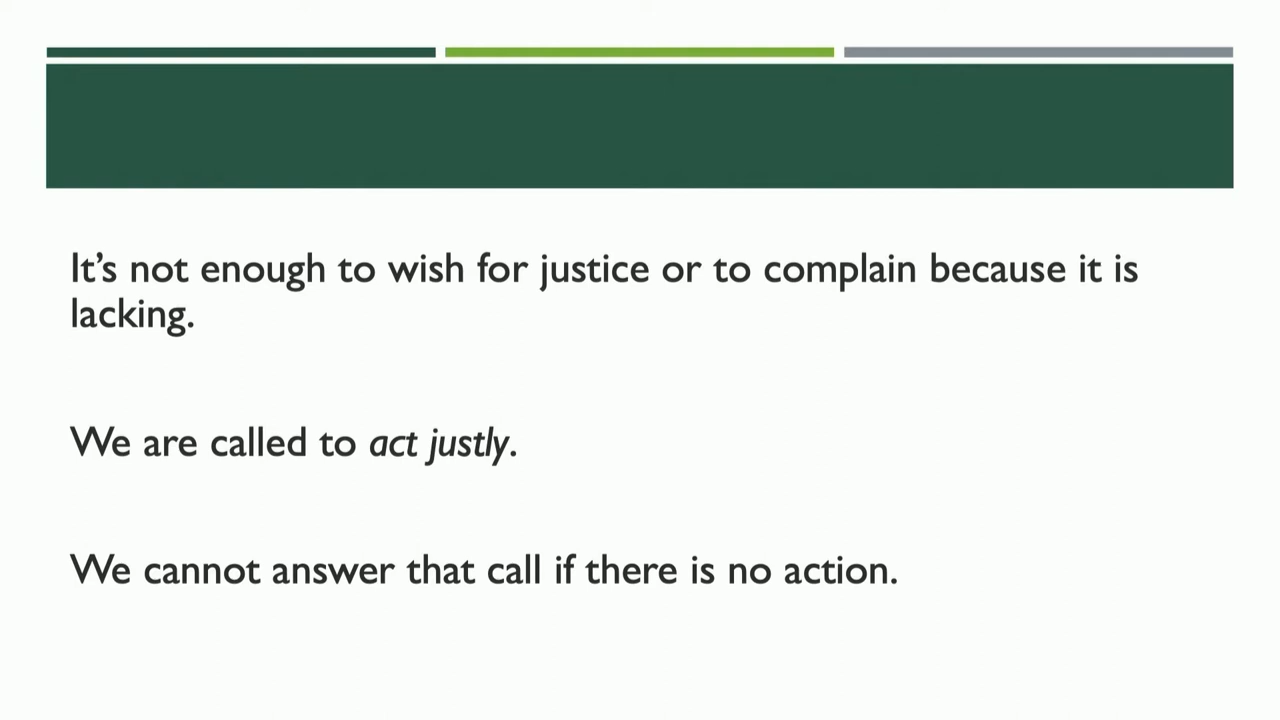 It’s not enough to wish for justice or to complain because it is
lacking.
We are called to act justly.
We cannot answer that call if there is no action.